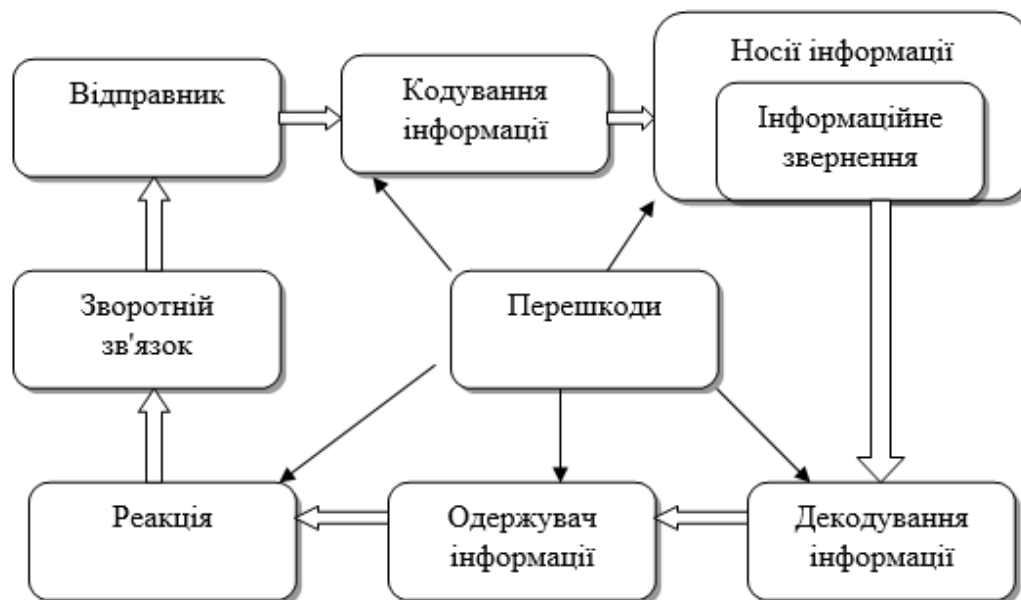 Відправник
Кодування
інформації
Носії інформації
Інформаційне
звернення
Зворотній
зв'язок
Перешкоди
Реакція
Одержувач
інформації
Декодування
інформації